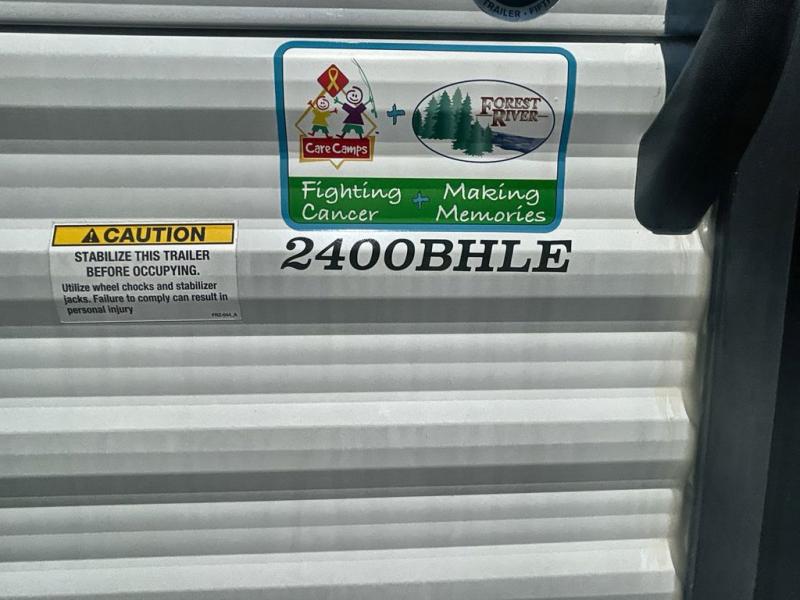 TRAILER • FIFT
Care Camps
+
FOREST
RIVER
Fighting + Making
Cancer Memories
2400BHLE
CAUTION
STABILIZE THIS TRAILER
BEFORE OCCUPYING.
Utilize wheel chocks and stabilizer
jacks. Failure to comply can result in
personal injury